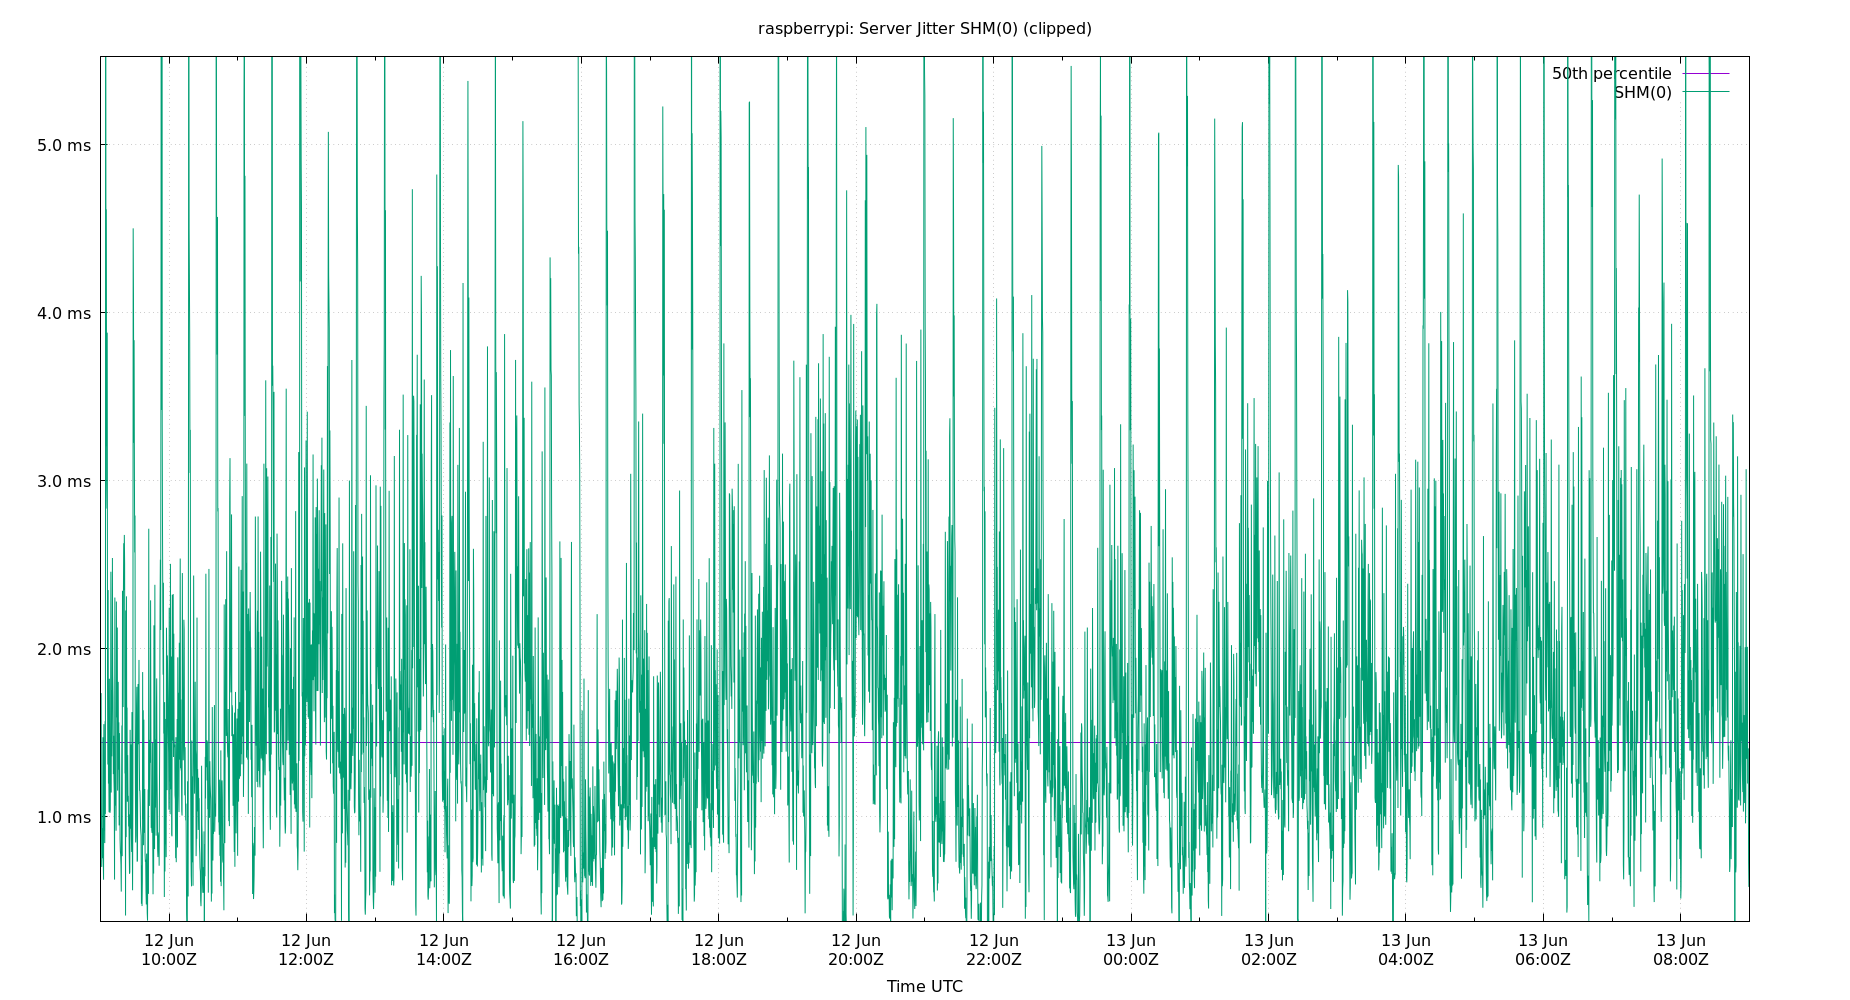 raspberrypi: Server Jitter SHM(0) (clipped)
50th percentile
SHM(0)
5.0 ms
4.0 ms
3.0 ms
2.0 ms
1.0 ms
12 Jun 12 Jun 12 Jun 12 Jun 12 Jun 12 Jun 12 Jun 13 Jun 13 Jun 13 Jun 13 Jun 13 Jun
10:00Z 12:00Z 14:00Z 16:00Z 18:00Z 20:00Z 22:00Z 00:00Z 02:00Z 04:00Z 06:00Z 08:00Z
Time UTC